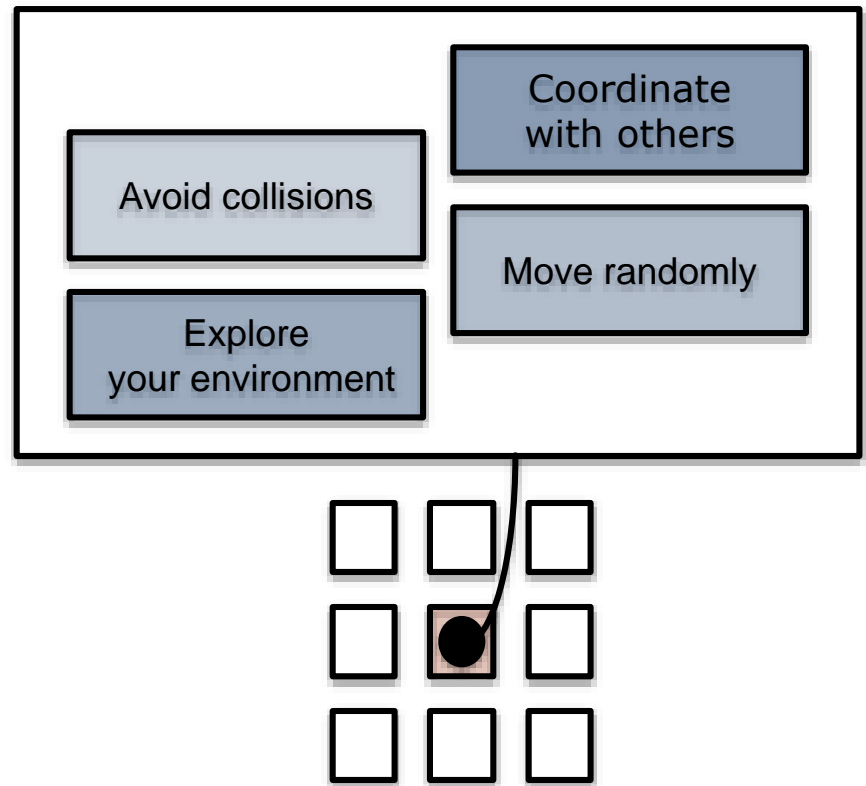 Coordinate
with others
Avoid collisions
Move randomly
Explore
your environment